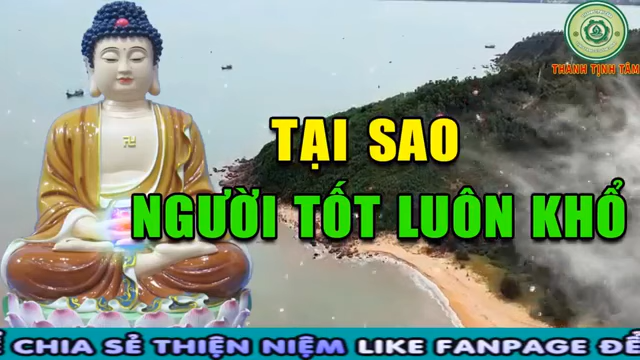 THANH TỊNH TÂM
TẠI SAO
NGƯỜI TỐT LUÔN KHỔ
CHIA SẺ THIỆN NIỆM LIKE FANPAGE ĐỂ